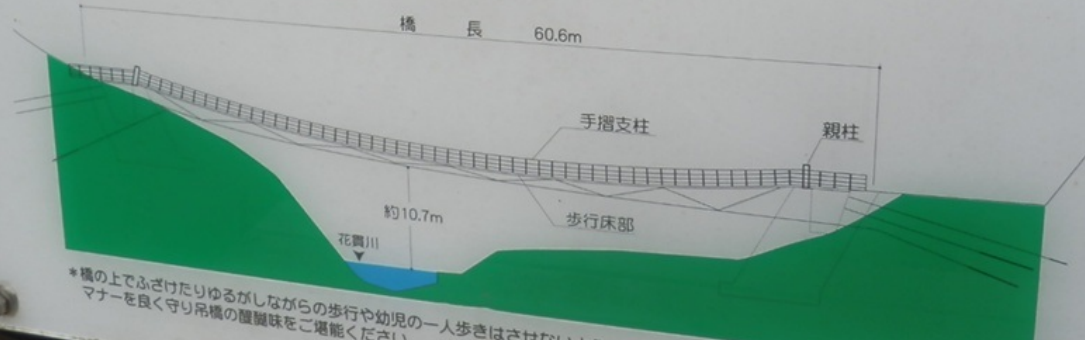 橋 長 60.6m
手摺支柱
親柱
約10.7m
歩行床部
花貫川
*橋の上でふざけたりゆるがしながらの歩行や幼児の一人歩きはさせない
マナーを良く守り吊橋の醍醐味をご堪能ください